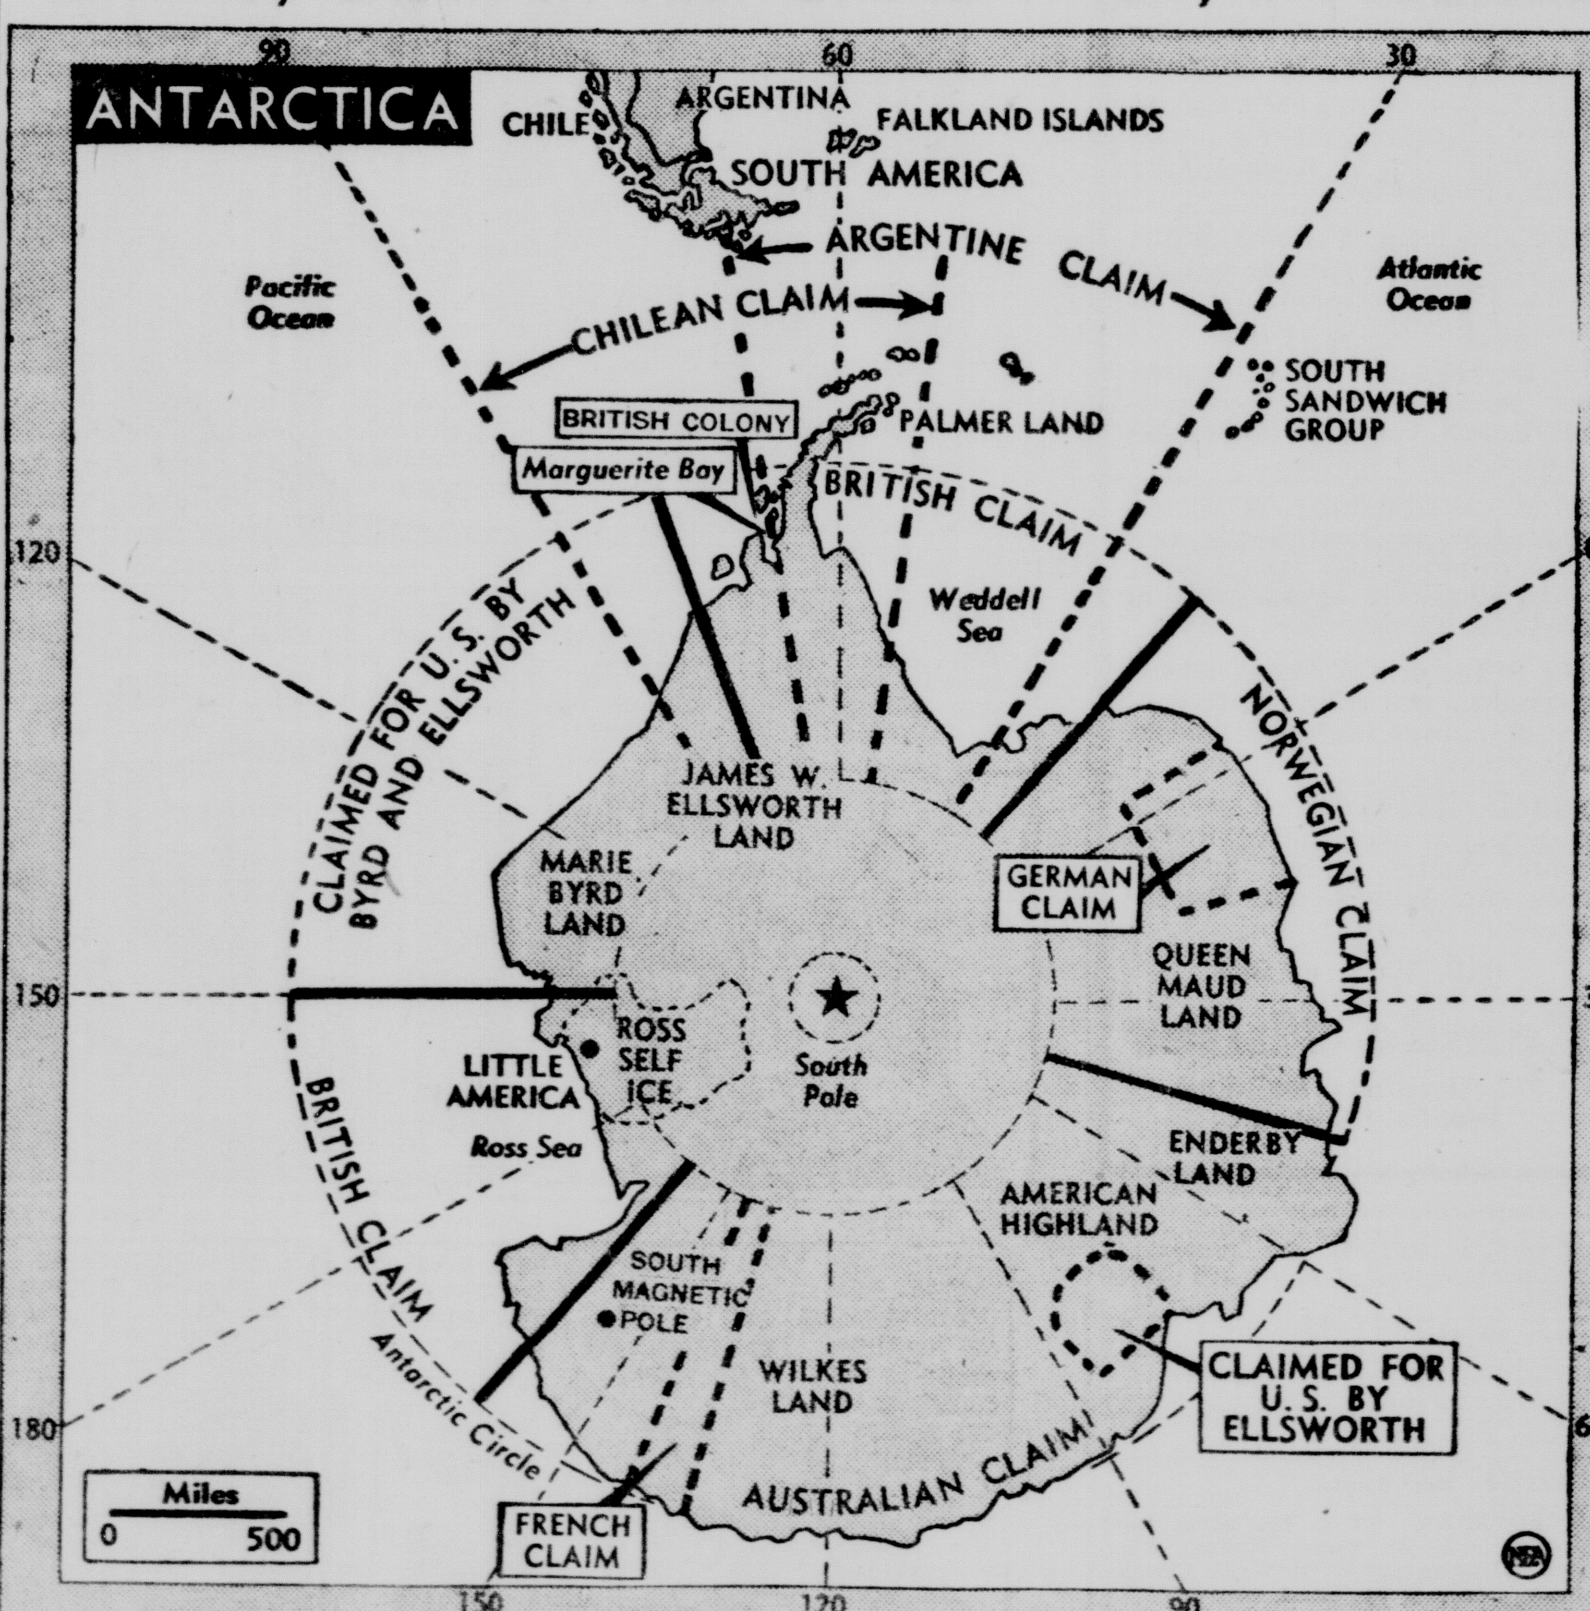 90
60
30
ANTARCTICA
ARGENTINA
CHILE
FALKLAND ISLANDS
SOUTH AMERICA
ARGENTINE CLAIM
Pacific
Ocean
Atlantic
Ocean
CHILEAN CLAIM
SOUTH
SANDWICH
GROUP
BRITISH COLONY
PALMER LAND
Marguerite Bay
BRITISH CLAIM
120
Weddell
Sea
CLAIMED FOR U.S. BY
BYRD AND ELLSWORTH
NORWEGIAN CLAIM
JAMES W.
ELLSWORTH
LAND
MARIE
BYRD
LAND
GERMAN
CLAIM
QUEEN
MAUD
LAND
150
ROSS
SELF
ICE
LITTLE
AMERICA
South
Pole
Ross Sea
BRITISH CLAIM
ENDERBY
LAND
AMERICAN
HIGHLAND
SOUTH
MAGNETIC
POLE
Antarctic Circle
WILKES
LAND
CLAIMED FOR
U.S. BY
ELLSWORTH
180
6
AUSTRALIAN CLAIM
Miles
0 500
FRENCH
CLAIM
NEA
150
120
90